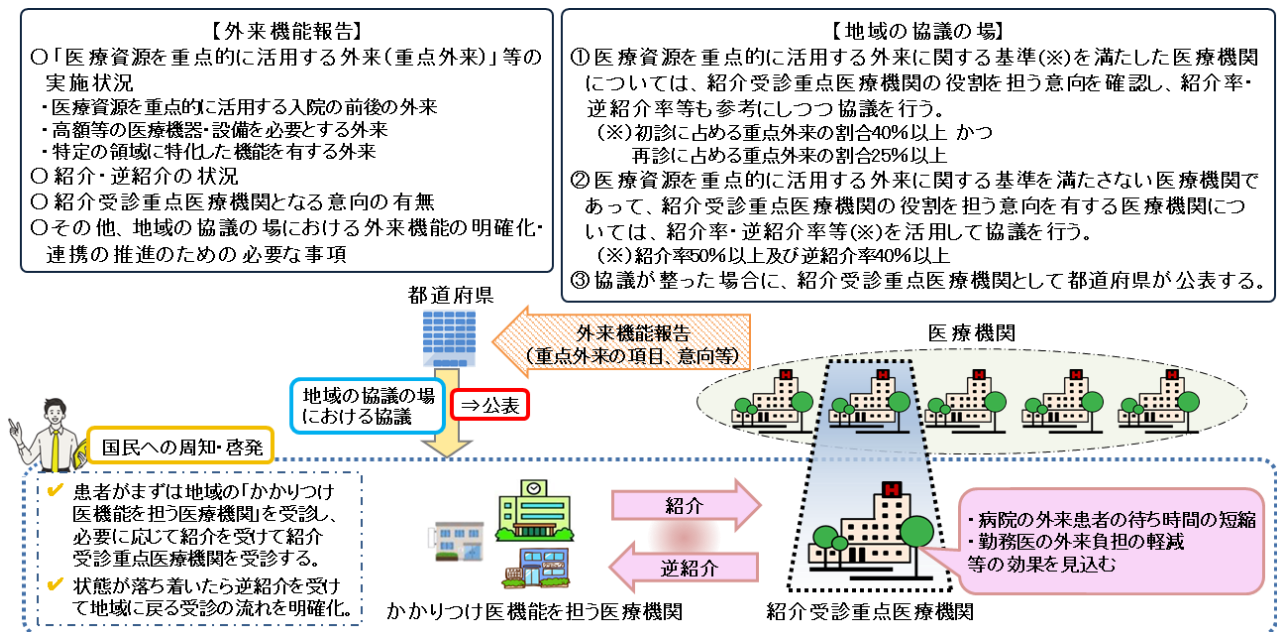 【外来機能報告】
〇「医療資源を重点的に活用する外来(重点外来)」等の
実施状況
・医療資源を重点的に活用する入院の前後の外来
・高額等の医療機器・設備を必要とする外来
・特定の領域に特化した機能を有する外来
〇 紹介・逆紹介の状況
〇 紹介受診重点医療機関となる意向の有無
〇その他、地域の協議の場における外来機能の明確化・
連携の推進のための必要な事項
【地域の協議の場】
①医療資源を重点的に活用する外来に関する基準(※)を満たした医療機関
については、紹介受診重点医療機関の役割を担う意向を確認し、紹介率・
逆紹介率等も参考にしつつ協議を行う。
(※)初診に占める重点外来の割合40%以上 かつ
再診に占める重点外来の割合25%以上
②医療資源を重点的に活用する外来に関する基準を満たさない医療機関で
あって、紹介受診重点医療機関の役割を担う意向を有する医療機関につ
いては、紹介率・逆紹介率等(※)を活用して協議を行う。
(※)紹介率50%以上及び逆紹介率40%以上
③協議が整った場合に、紹介受診重点医療機関として都道府県が公表する。
都道府県
外来機能報告
(重点外来の項目、意向等)
医療機関
地域の協議の場
における協議
⇒公表
国民への周知・啓発
✔ 患者がまずは地域の「かかりつけ
医機能を担う医療機関」を受診し、
必要に応じて紹介を受けて紹介
受診重点医療機関を受診する。
✔ 状態が落ち着いたら逆紹介を受け
て地域に戻る受診の流れを明確化。
紹介
逆紹介
かかりつけ医機能を担う医療機関
紹介受診重点医療機関
・病院の外来患者の待ち時間の短縮
・勤務医の外来負担の軽減
等の効果を見込む
H
H
H
H
H
H